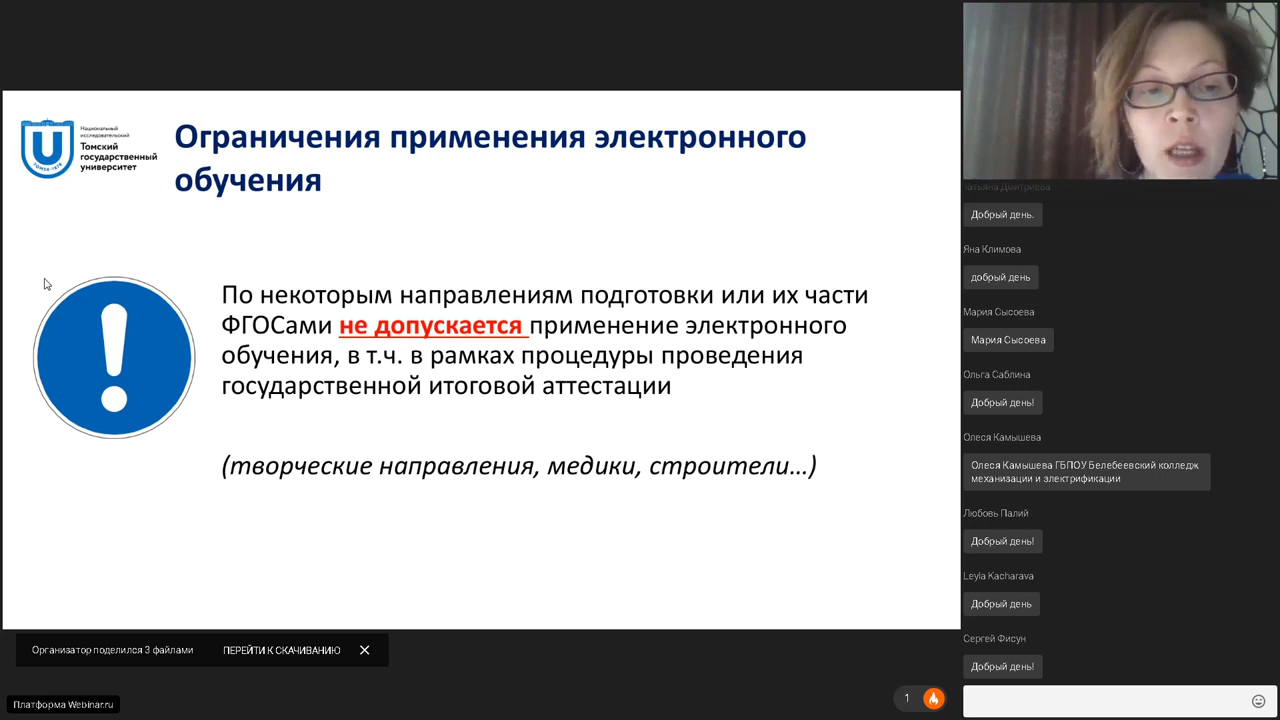 Национальный
исследовательский
Томский
государственный
университет
ТОМСК·1878
Ограничения применения электронного
обучения
По некоторым направлениям подготовки или их части
ФГОСами не допускается применение электронного
обучения, в т.ч. в рамках процедуры проведения
государственной итоговой аттестации
(творческие направления, медики, строители...)
Организатор поделился 3 файлами
ПЕРЕЙТИ К СКАЧИВАНИЮ
Платформа Webinar.ru
1
Татьяна Дмитриева
Добрый день.
Яна Климова
добрый день
Мария Сысоева
Мария Сысоева
Ольга Саблина
Добрый день!
Олеся Камышева
Олеся Камышева ГБПОУ Белебеевский колледж
механизации и электрификации
Любовь Палий
Добрый день!
Leyla Kacharava
Добрый день
Сергей Фисун
Добрый день!